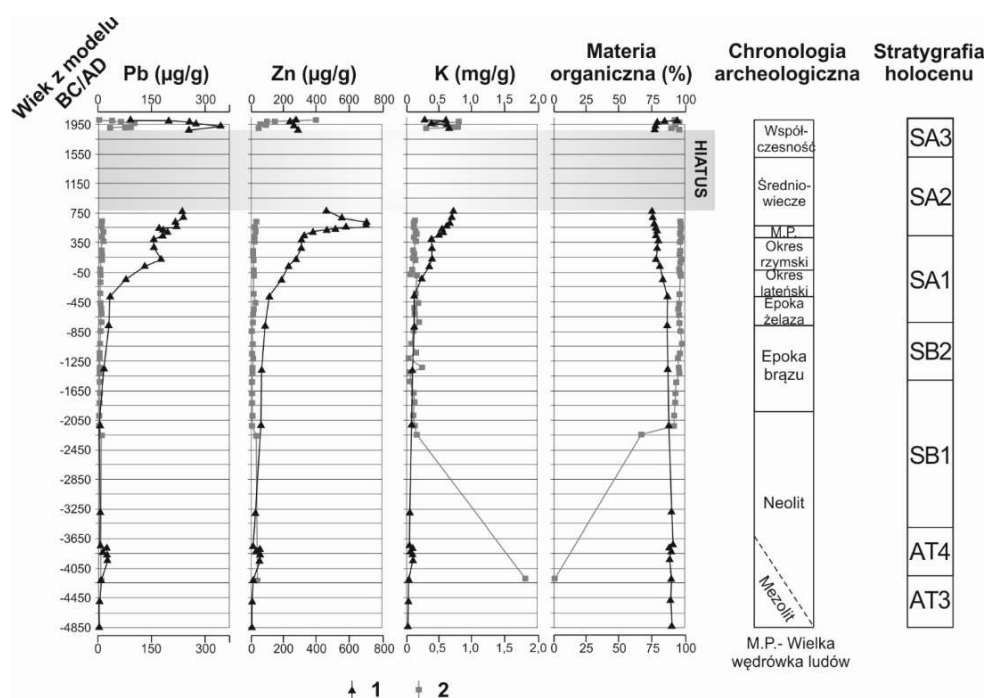 Wiek z modelu
BC/AD
Pb (µg/g)
Zn (µg/g)
K (mg/g)
Materia
organiczna (%)
Chronologia
archeologiczna
Stratygrafia
holocenu
0 150 300
0 200 400 600 800
0 0,5 1,0 1,5 2,0
0 25 50 75 100
1950
1550
1150
750
350
-50
-450
-850
-1250
-1650
-2050
-2450
-2850
-3250
-3650
-4050
-4450
-4850
HIATUS
Współ-
czesność
Średnio-
wiecze
M.P.
Okres
rzymski
Okres
lateński
Epoka
żelaza
Epoka
brązu
Neolit
Mezolit
SA3
SA2
SA1
SB2
SB1
AT4
AT3
0 150 300
0 200 400 600 800
0 0,5 1,0 1,5 2,0
0 25 50 75 100
M.P.- Wielka
wędrówka ludów
1 2